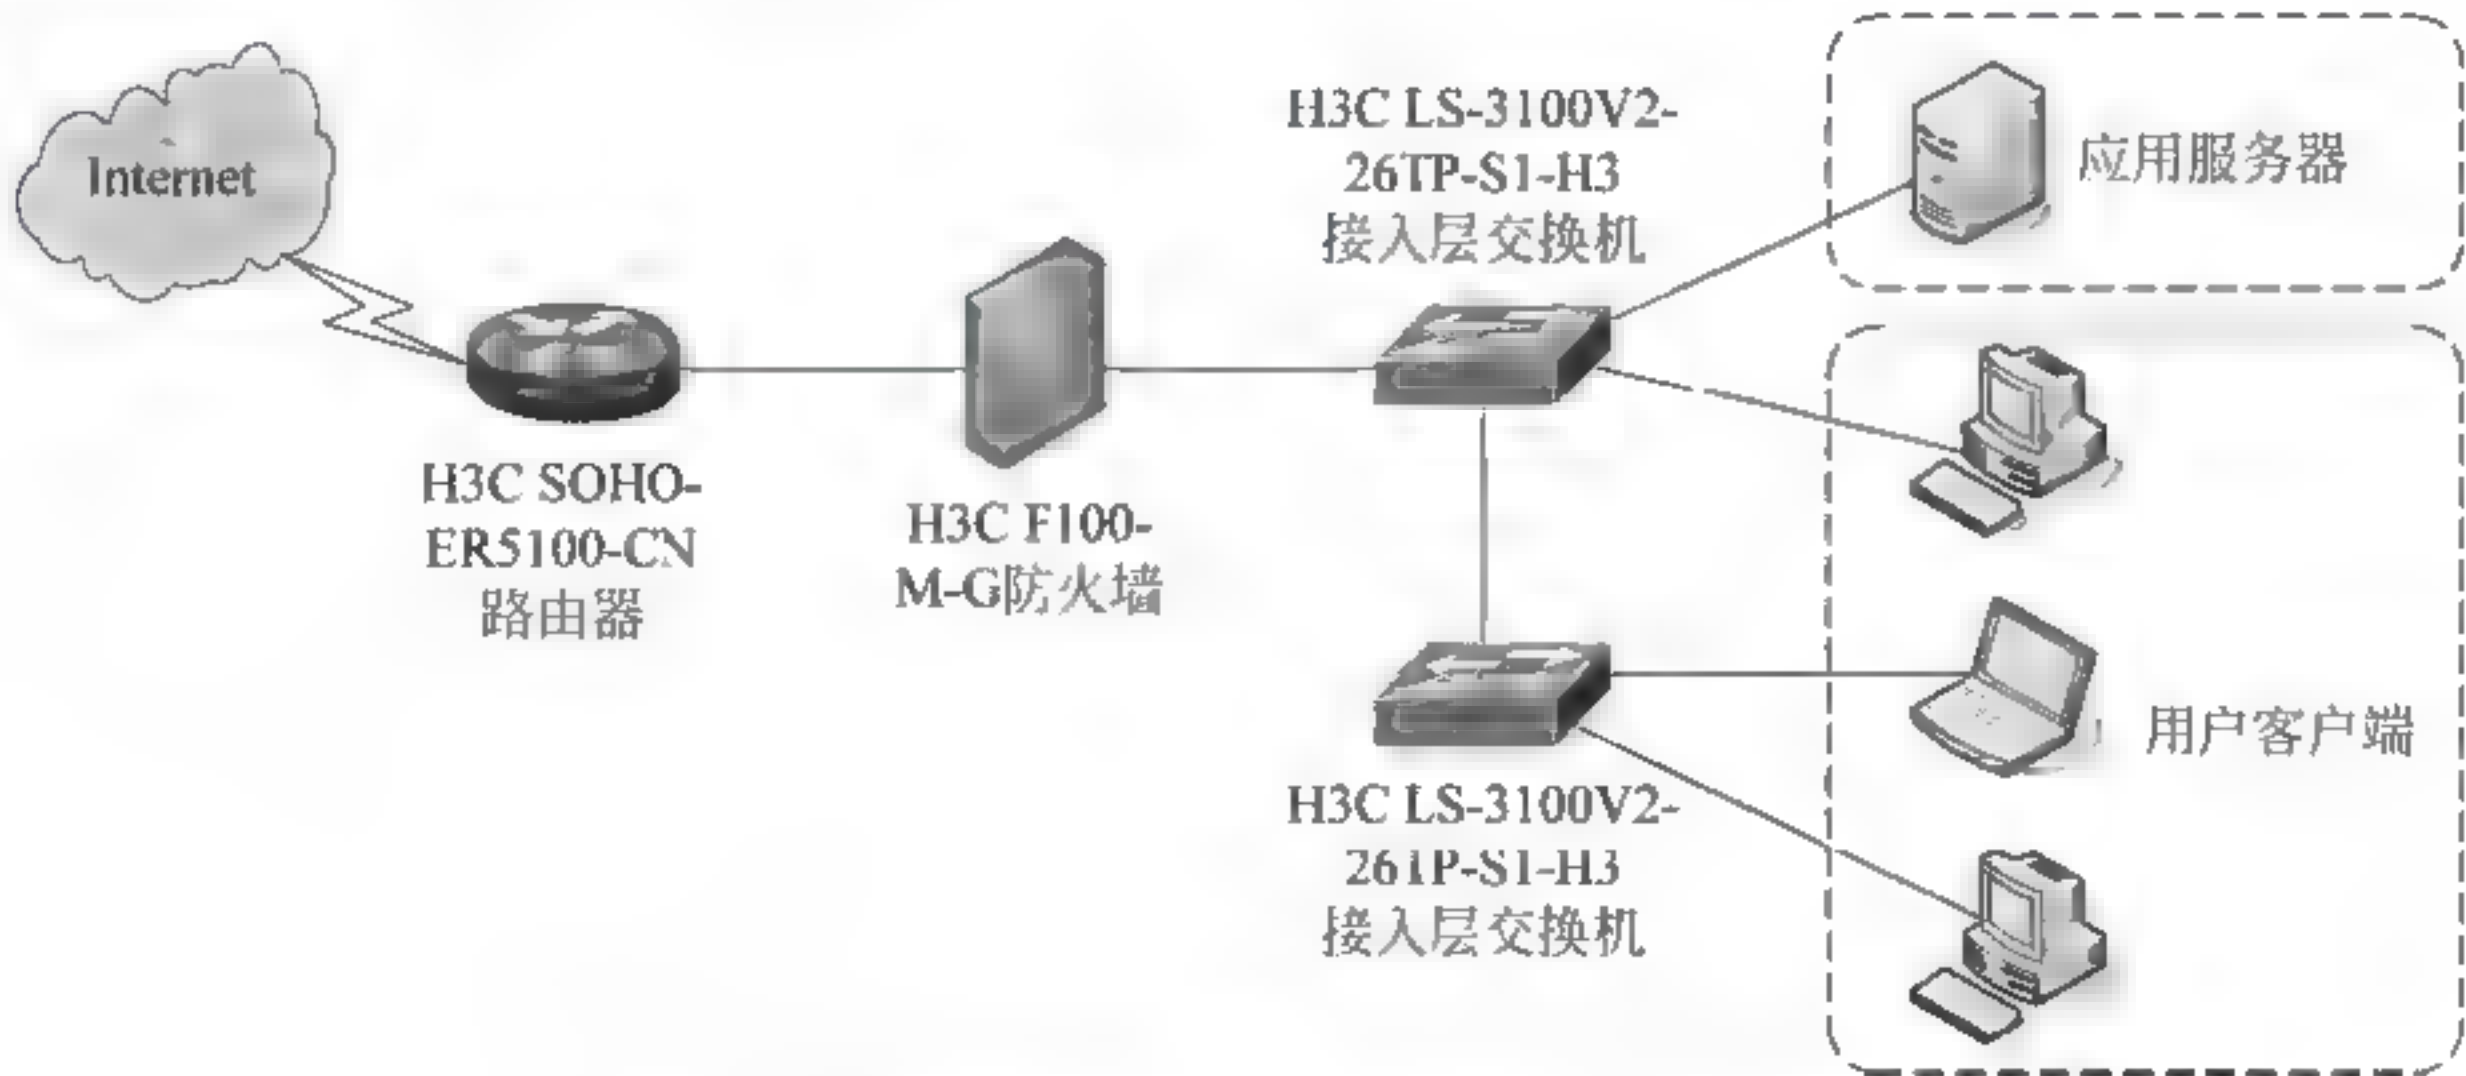 Internet
H3C SOHO-
ER5100-CN
路由器
H3C F100-
M-G防火墙
H3C LS-3100V2-
26TP-S1-H3
接入层交换机
应用服务器
H3C LS-3100V2-
26TP-S1-H3
接入层交换机
用户客户端